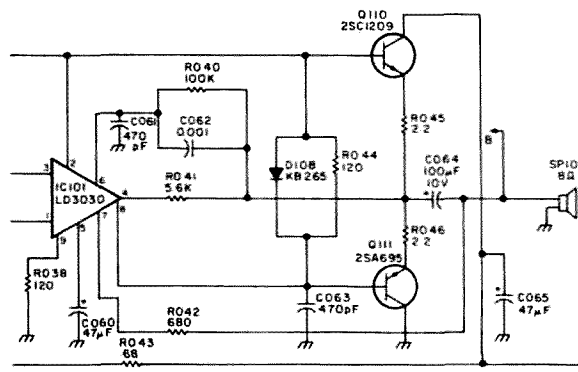 Q110
2SC1209
R040
100K
C061
470
pF
C062
0.001
R045
2.2
B
3
2
6
IC101
LD3030
4
8
1
7
9
5
R041
5.6K
D108
KB265
R044
120
C064
100µF
10V
+
SP10
8Ω
R046
2.2
Q111
2SA695
R038
120
+
C060
47µF
R042
680
C063
470pF
+
C065
47µF
R043
68